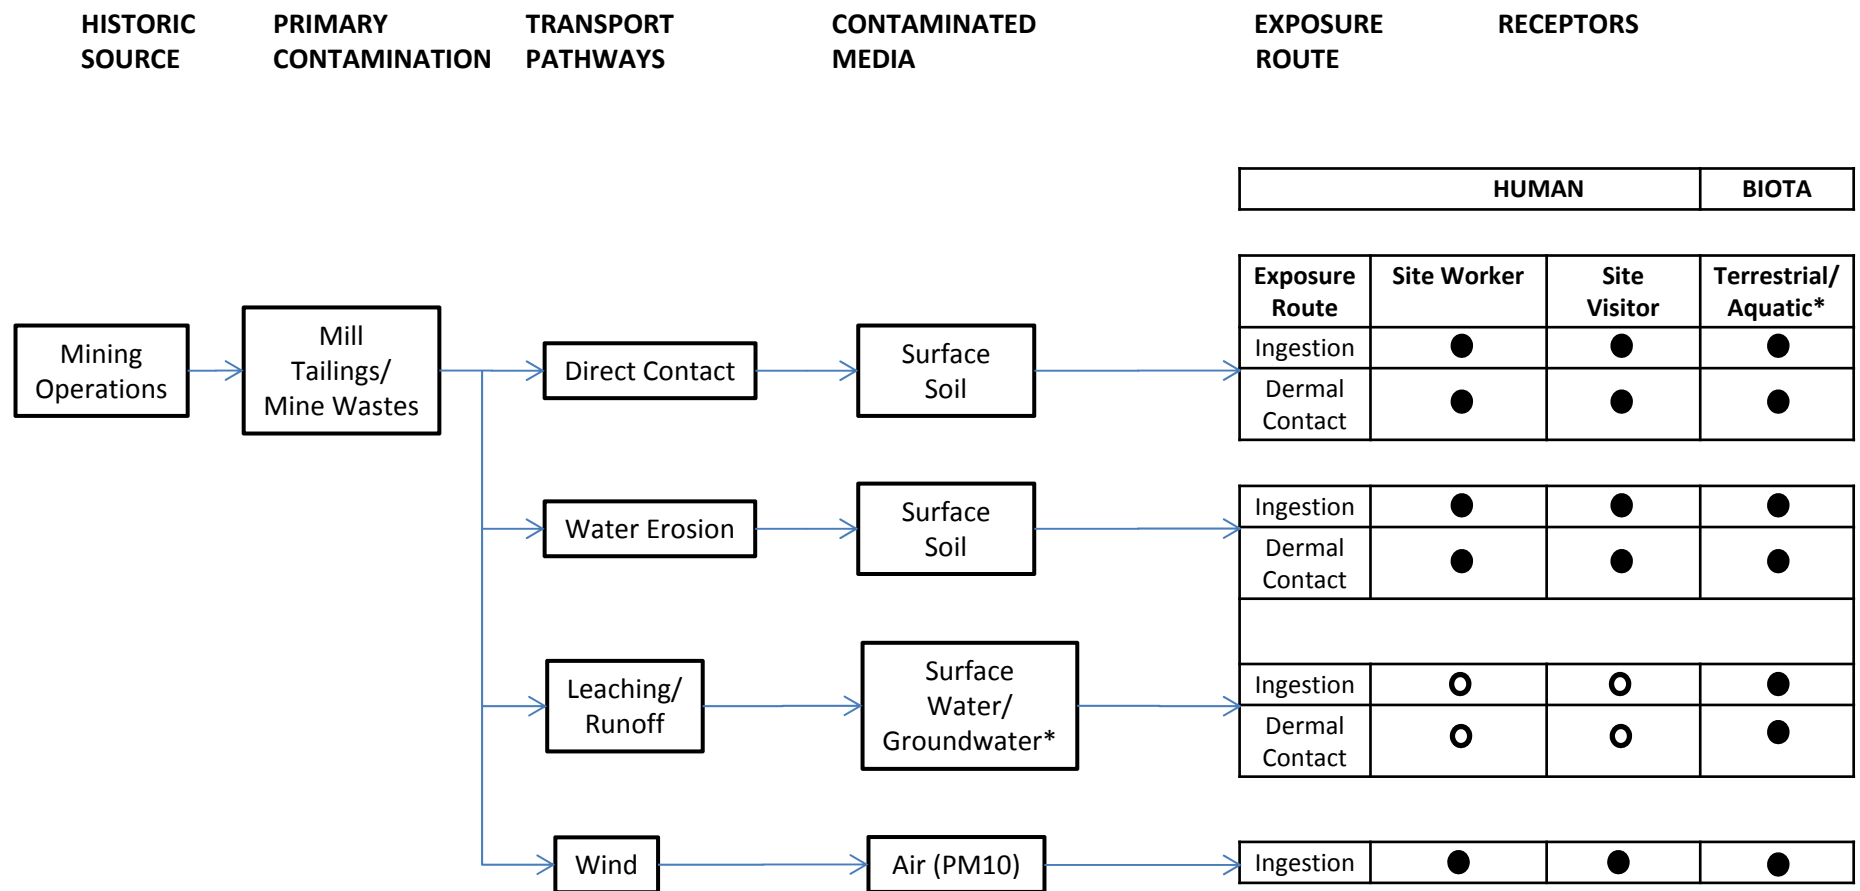 HISTORIC
SOURCE
PRIMARY
CONTAMINATION
TRANSPORT
PATHWAYS
CONTAMINATED
MEDIA
EXPOSURE
ROUTE
RECEPTORS
HUMAN
BIOTA
Exposure
Route
Site Worker
Site
Visitor
Terrestrial/
Aquatic*
Mining
Operations
Mill
Tailings/
Mine Wastes
Direct Contact
Surface
Soil
Ingestion
Dermal
Contact
Water Erosion
Surface
Soil
Ingestion
Dermal
Contact
Leaching/
Runoff
Surface
Water/
Groundwater*
Ingestion
Dermal
Contact
Wind
Air (PM10)
Ingestion